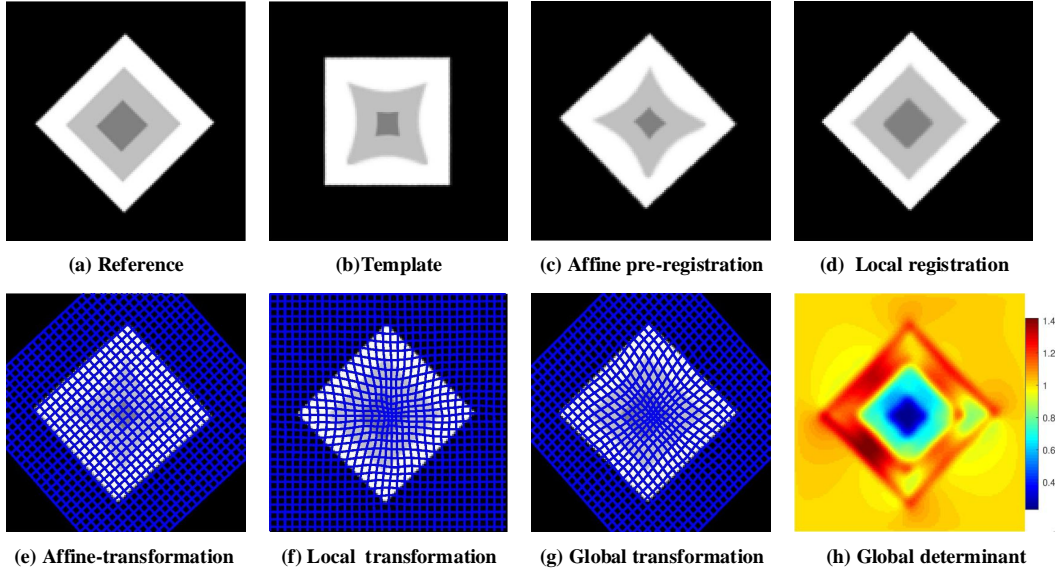 (a) Reference
(b)Template
(c) Affine pre-registration
(d) Local registration
1.4
1.2
1
0.8
0.6
0.4
(e) Affine-transformation
(f) Local transformation
(g) Global transformation
(h) Global determinant